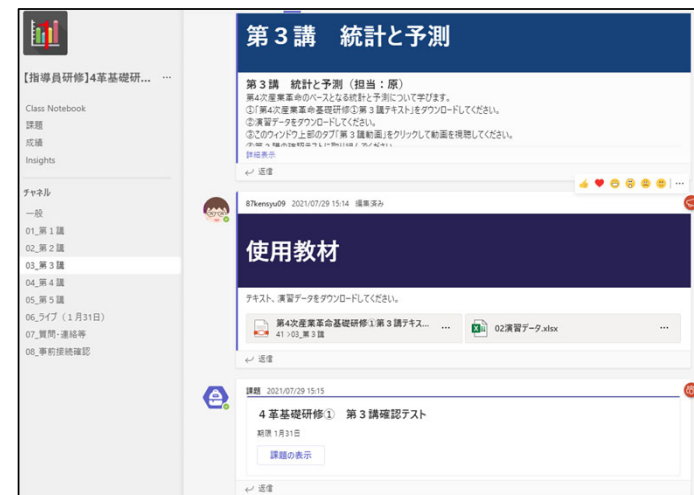 【指導員研修】4革基礎研... …
Class Notebook
課題
成績
Insights
チャネル
一般
01_第１講
02_第２講
03_第３講
04_第４講
05_第５講
06_ライブ（１月31日）
07_質問・連絡等
08_事前接続確認
第３講　統計と予測
第３講　統計と予測（担当：原）
第4次産業革命のベースとなる統計と予測について学びます。
①「第4次産業革命基礎研修①第３講テキスト」をダウンロードしてください。
②演習データをダウンロードしてください。
③このウィンドウ上部のタブ「第３講動画」をクリックして動画を視聴してください。
詳細表示
返信
87kensyu09 2021/07/29 15:14 編集済み
使用教材
テキスト、演習データをダウンロードしてください。
第4次産業革命基礎研修①第３講テキス... …
41 >03_第３講
02演習データ.xlsx …
返信
課題 2021/07/29 15:15
４革基礎研修①　第３講確認テスト
期限 1月31日
課題の表示
返信